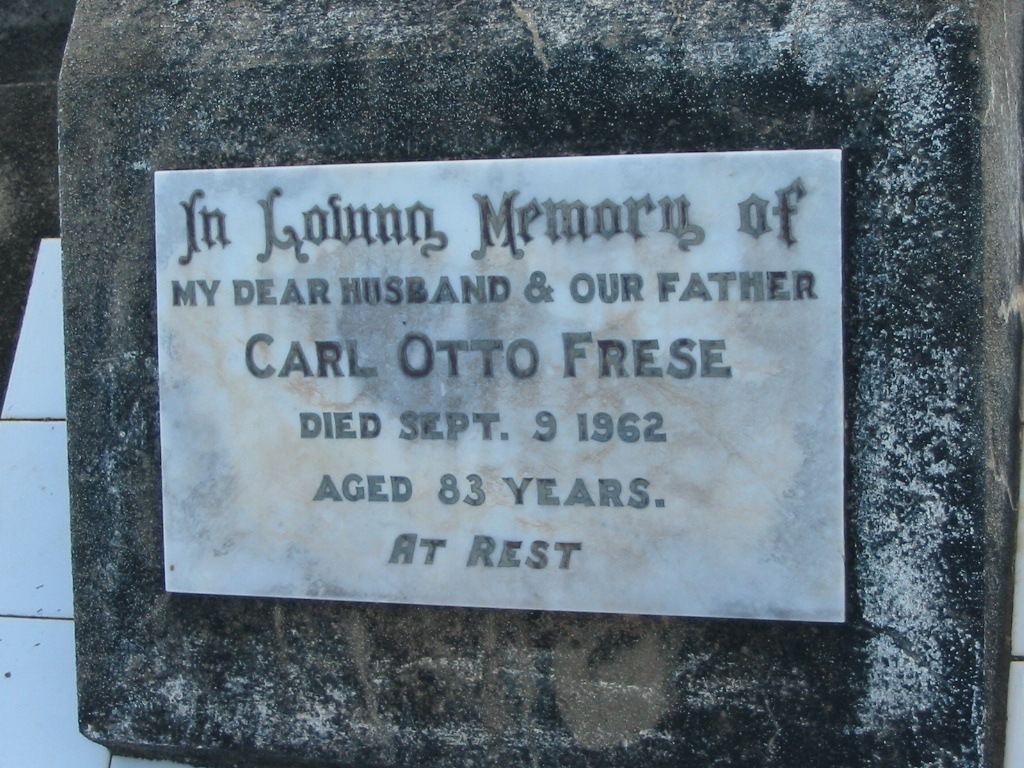 In Loving Memory of
MY DEAR HUSBAND & OUR FATHER
CARL OTTO FRESE
DIED SEPT. 9 1962
AGED 83 YEARS.
AT REST